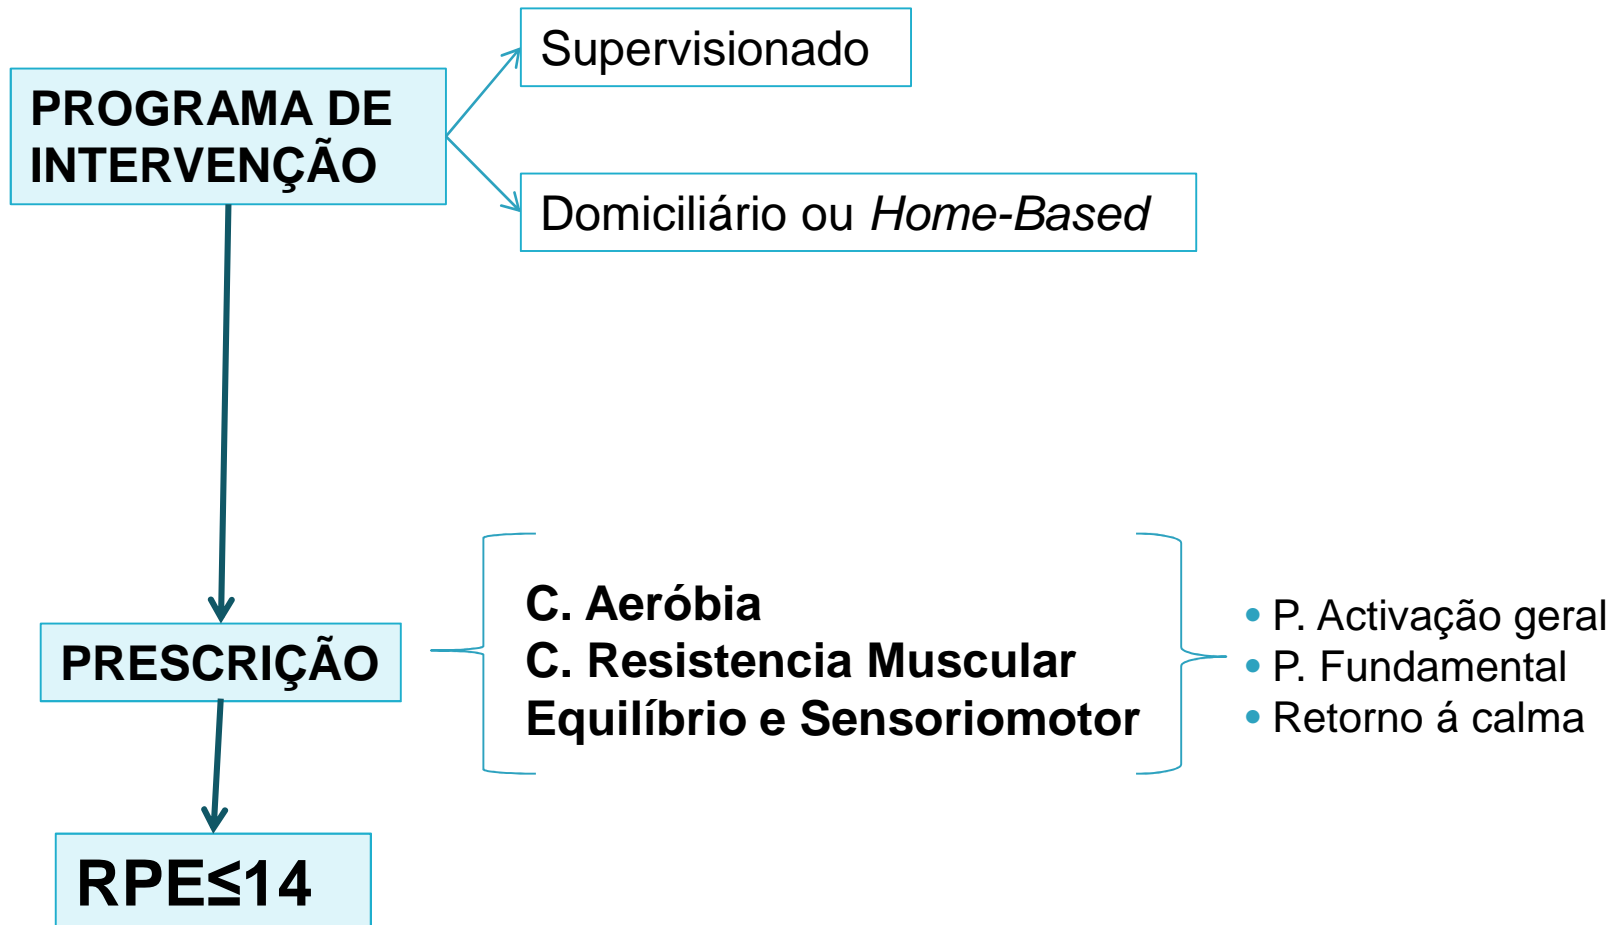 Supervisionado
PROGRAMA DE
INTERVENÇÃO
Domiciliário ou Home-Based
PRESCRIÇÃO
C. Aeróbia
C. Resistencia Muscular
Equilíbrio e Sensoriomotor
• P. Activação geral
• P. Fundamental
• Retorno á calma
RPE≤14